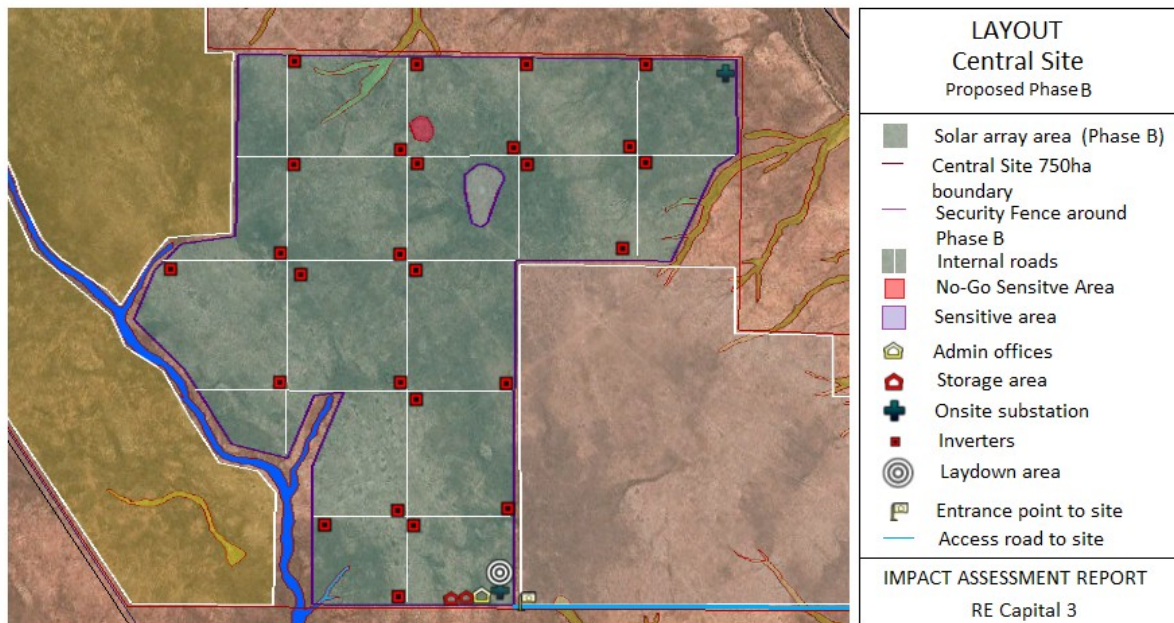 LAYOUT
Central Site
Proposed Phase B
Solar array area (Phase B)
Central Site 750ha
boundary
Security Fence around
Phase B
Internal roads
No-Go Sensitve Area
Sensitive area
Admin offices
Storage area
Onsite substation
Inverters
Laydown area
Entrance point to site
Access road to site
IMPACT ASSESSMENT REPORT
RE Capital 3